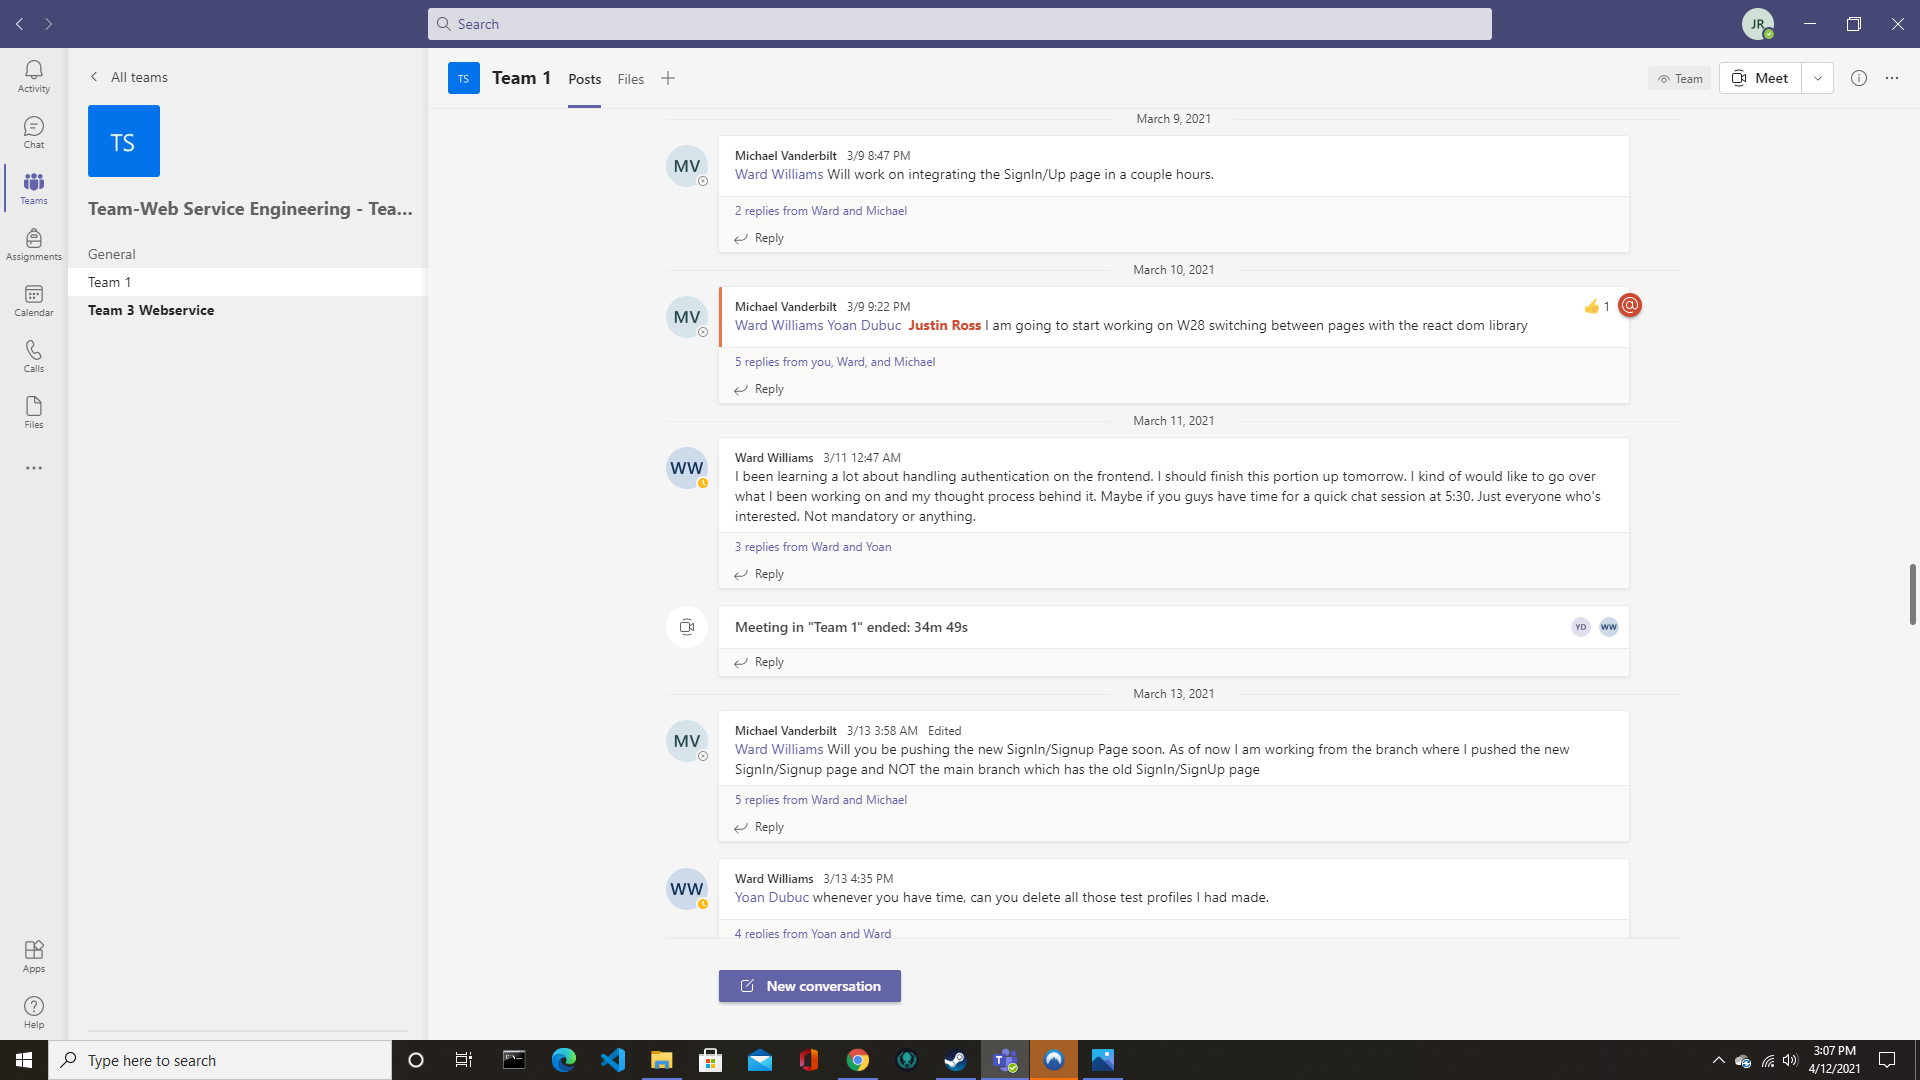 Search
JR
Activity
Chat
Teams
Assignments
Calendar
Calls
Files
Apps
Help
All teams
TS
Team-Web Service Engineering - Tea...
General
Team 1
Team 3 Webservice
TS
Team 1
Posts
Files
Team
Meet
March 9, 2021
MV
Michael Vanderbilt 3/9 8:47 PM
Ward Williams Will work on integrating the SignIn/Up page in a couple hours.
2 replies from Ward and Michael
Reply
March 10, 2021
MV
Michael Vanderbilt 3/9 9:22 PM
1
@
Ward Williams Yoan Dubuc Justin Ross I am going to start working on W28 switching between pages with the react dom library
5 replies from you, Ward, and Michael
Reply
March 11, 2021
WW
Ward Williams 3/11 12:47 AM
I been learning a lot about handling authentication on the frontend. I should finish this portion up tomorrow. I kind of would like to go over
what I been working on and my thought process behind it. Maybe if you guys have time for a quick chat session at 5:30. Just everyone who's
interested. Not mandatory or anything.
3 replies from Ward and Yoan
Reply
Meeting in "Team 1" ended: 34m 49s
YD
WW
Reply
March 13, 2021
MV
Michael Vanderbilt 3/13 3:58 AM Edited
Ward Williams Will you be pushing the new SignIn/Signup Page soon. As of now I am working from the branch where I pushed the new
SignIn/Signup page and NOT the main branch which has the old SignIn/SignUp page
5 replies from Ward and Michael
Reply
WW
Ward Williams 3/13 4:35 PM
Yoan Dubuc whenever you have time, can you delete all those test profiles I had made.
4 replies from Yoan and Ward
New conversation
Type here to search
3:07 PM
4/12/2021